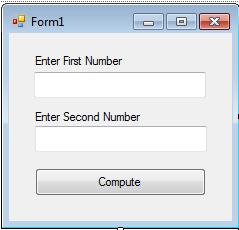 Form1
Enter First Number
Enter Second Number
Compute